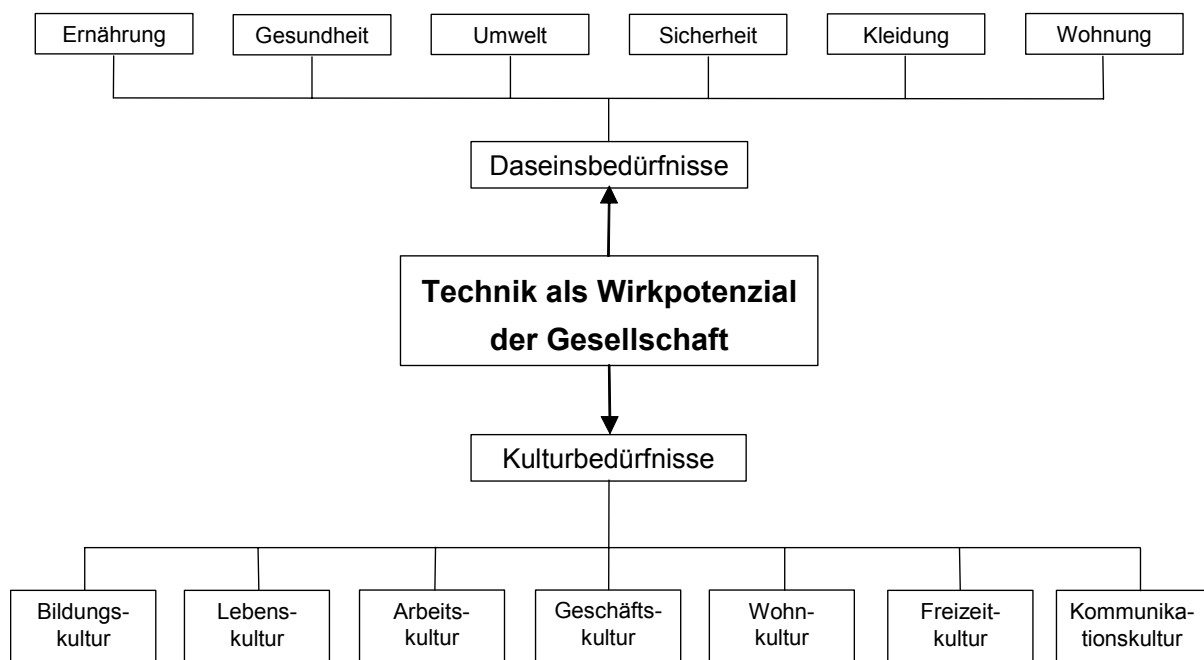 Ernährung
Gesundheit
Umwelt
Sicherheit
Kleidung
Wohnung
Daseinsbedürfnisse
Technik als Wirkpotenzial
der Gesellschaft
Kulturbedürfnisse
Bildungs-
kultur
Lebens-
kultur
Arbeits-
kultur
Geschäfts-
kultur
Wohn-
kultur
Freizeit-
kultur
Kommunika-
tionskultur